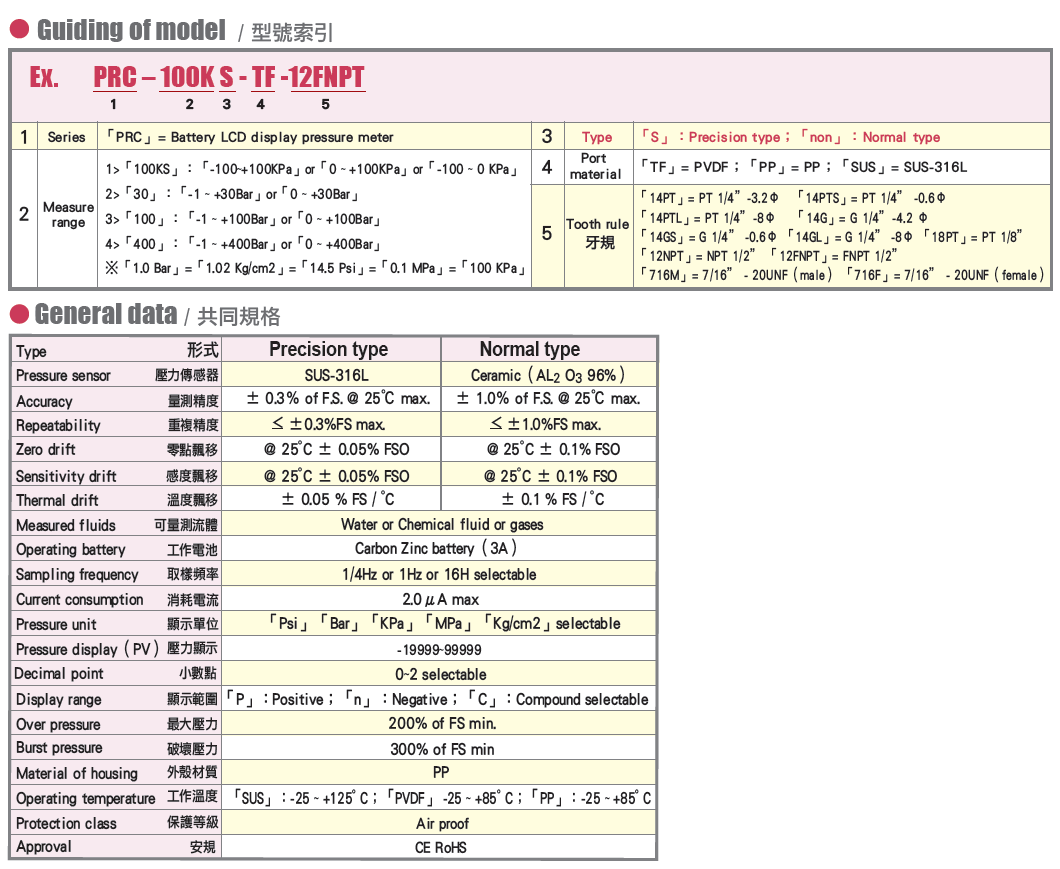 ● Guiding of model / 型號索引
Ex. PRC – 100K S - TF -12FNPT
1 2 3 4 5
1 Series 「PRC」= Battery LCD display pressure meter
2 Measure range
1>「100KS」:「-100~+100KPa」or「0 ~ +100KPa」or「-100 ~ 0 KPa」
2>「30」:「-1 ~ +30Bar」or「0 ~ +30Bar」
3>「100」:「-1 ~ +100Bar」or「0 ~ +100Bar」
4>「400」:「-1 ~ +400Bar」or「0 ~ +400Bar」
※「1.0 Bar」=「1.02 Kg/cm2」=「14.5 Psi」=「0.1 MPa」=「100 KPa」
3 Type 「S」:Precision type;「non」:Normal type
4 Port material 「TF」= PVDF;「PP」= PP;「SUS」= SUS-316L
5 Tooth rule 牙規
「14PT」= PT 1/4” -3.2Φ 「14PTS」= PT 1/4” -0.6Φ
「14PTL」= PT 1/4” -8Φ 「14G」= G 1/4” -4.2 Φ
「14GS」= G 1/4” -0.6Φ 「14GL」= G 1/4” -8Φ 「18PT」= PT 1/8”
「12NPT」= NPT 1/2” 「12FNPT」= FNPT 1/2”
「716M」= 7/16” - 20UNF (male) 「716F」= 7/16” - 20UNF (female)
● General data / 共同規格
Type 形式 Precision type Normal type
Pressure sensor 壓力傳感器 SUS-316L Ceramic (AL2 O3 96%)
Accuracy 量測精度 ± 0.3% of F.S. @ 25°C max. ± 1.0% of F.S. @ 25°C max.
Repeatability 重複精度 ≤ ±0.3%FS max. ≤ ±1.0%FS max.
Zero drift 零點飄移 @ 25°C ± 0.05% FSO @ 25°C ± 0.1% FSO
Sensitivity drift 感度飄移 @ 25°C ± 0.05% FSO @ 25°C ± 0.1% FSO
Thermal drift 溫度飄移 ± 0.05 % FS / °C ± 0.1 % FS / °C
Measured fluids 可量測流體 Water or Chemical fluid or gases
Operating battery 工作電池 Carbon Zinc battery (3A)
Sampling frequency 取樣頻率 1/4Hz or 1Hz or 16H selectable
Current consumption 消耗電流 2.0 μA max
Pressure unit 顯示單位 「Psi」「Bar」「KPa」「MPa」「Kg/cm2」selectable
Pressure display (PV) 壓力顯示 -19999~99999
Decimal point 小數點 0~2 selectable
Display range 顯示範圍 「P」:Positive;「n」:Negative;「C」:Compound selectable
Over pressure 最大壓力 200% of FS min.
Burst pressure 破壞壓力 300% of FS min
Material of housing 外殼材質 PP
Operating temperature 工作溫度 「SUS」:-25 ~ +125°C;「PVDF」 -25 ~ +85°C;「PP」:-25 ~ +85°C
Protection class 保護等級 Air proof
Approval 安規 CE RoHS